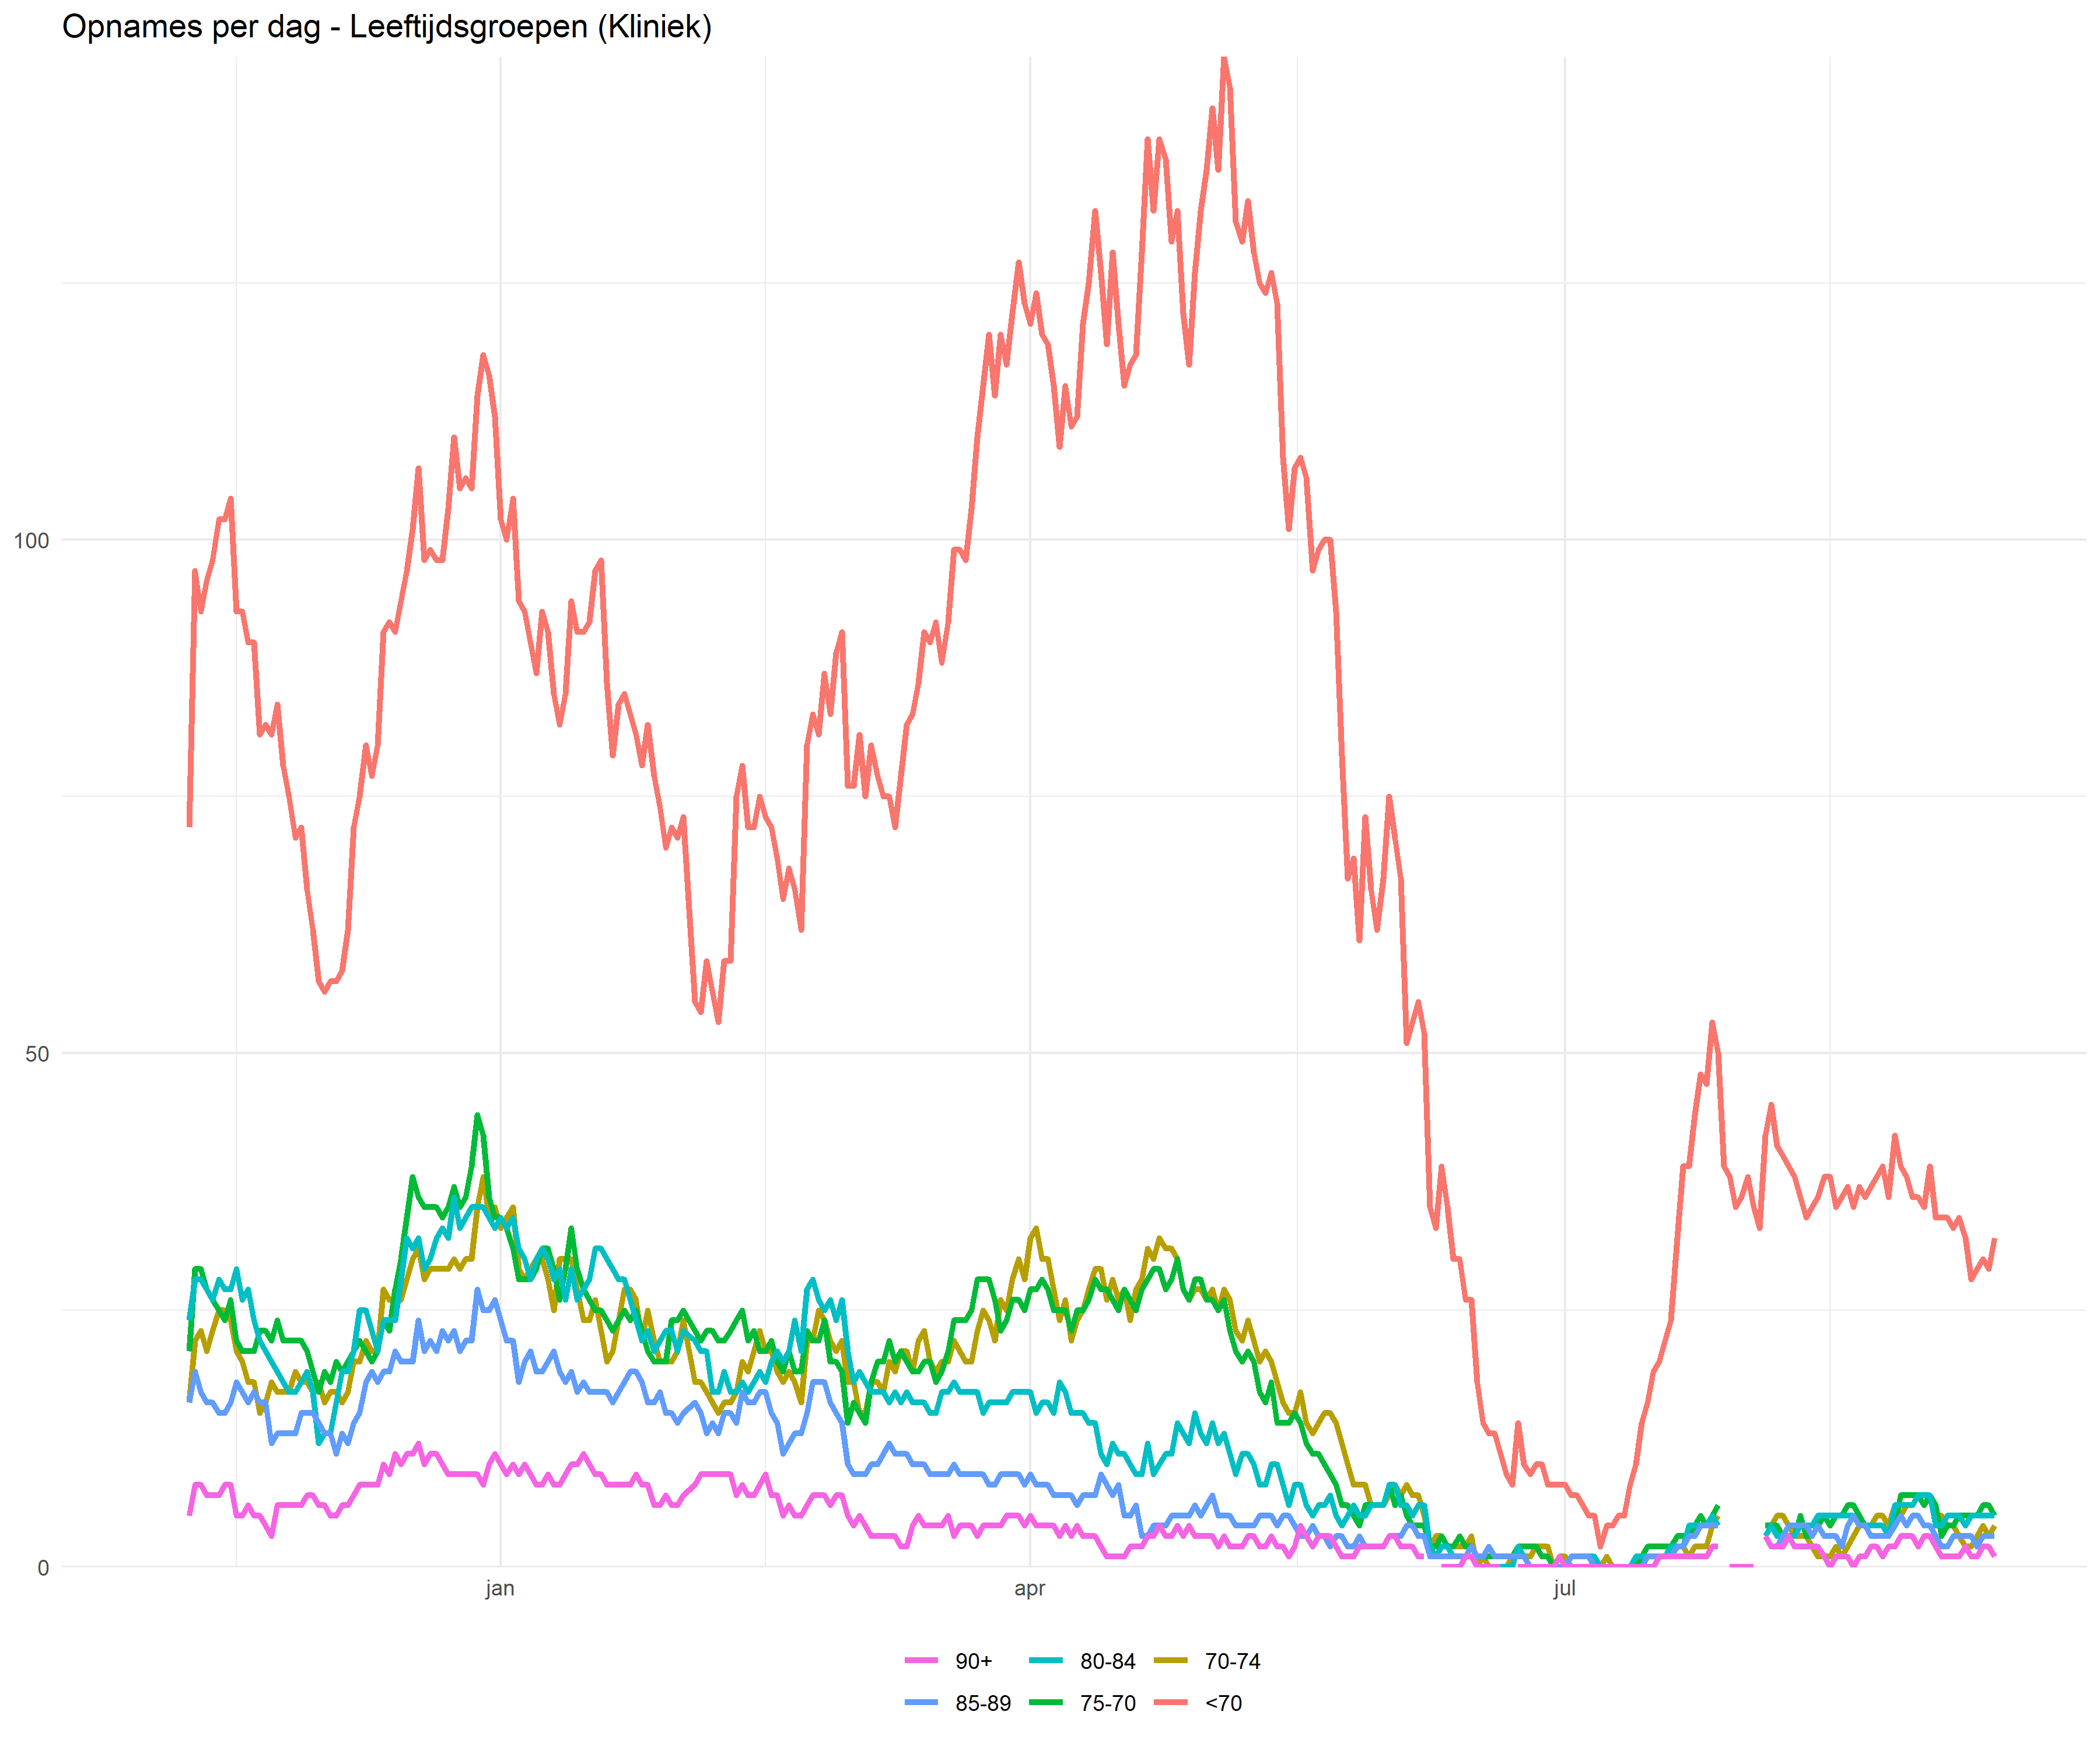 Opnames per dag - Leeftijdsgroepen (Kliniek)
100
50
0
jan apr jul
90+ 80-84 70-74
85-89 75-70 <70